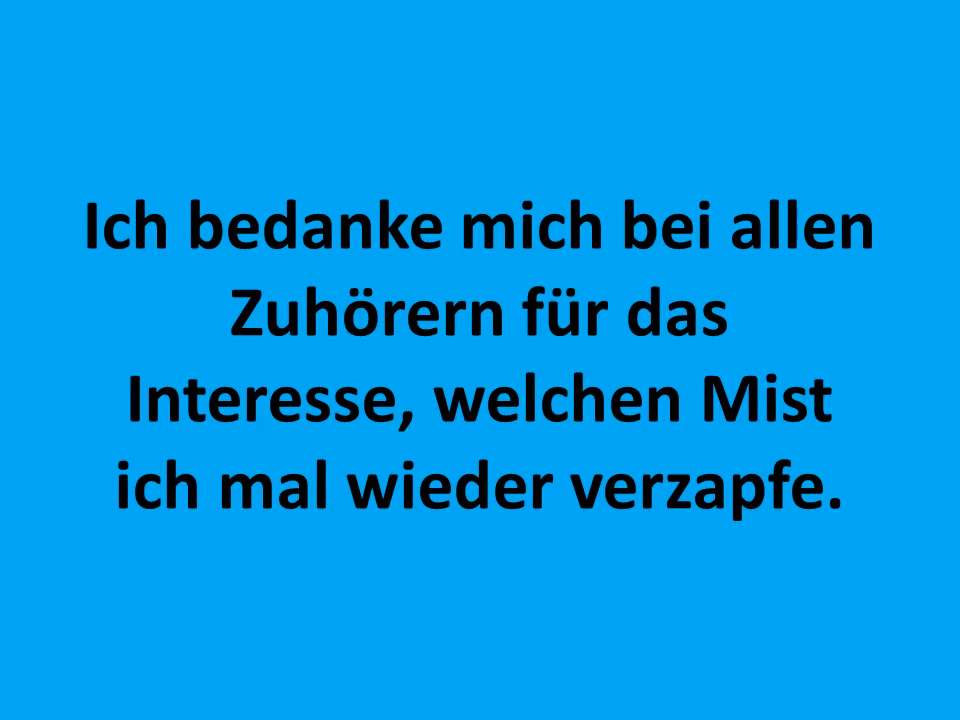 Ich bedanke mich bei allen
Zuhörern für das
Interesse, welchen Mist
ich mal wieder verzapfe.